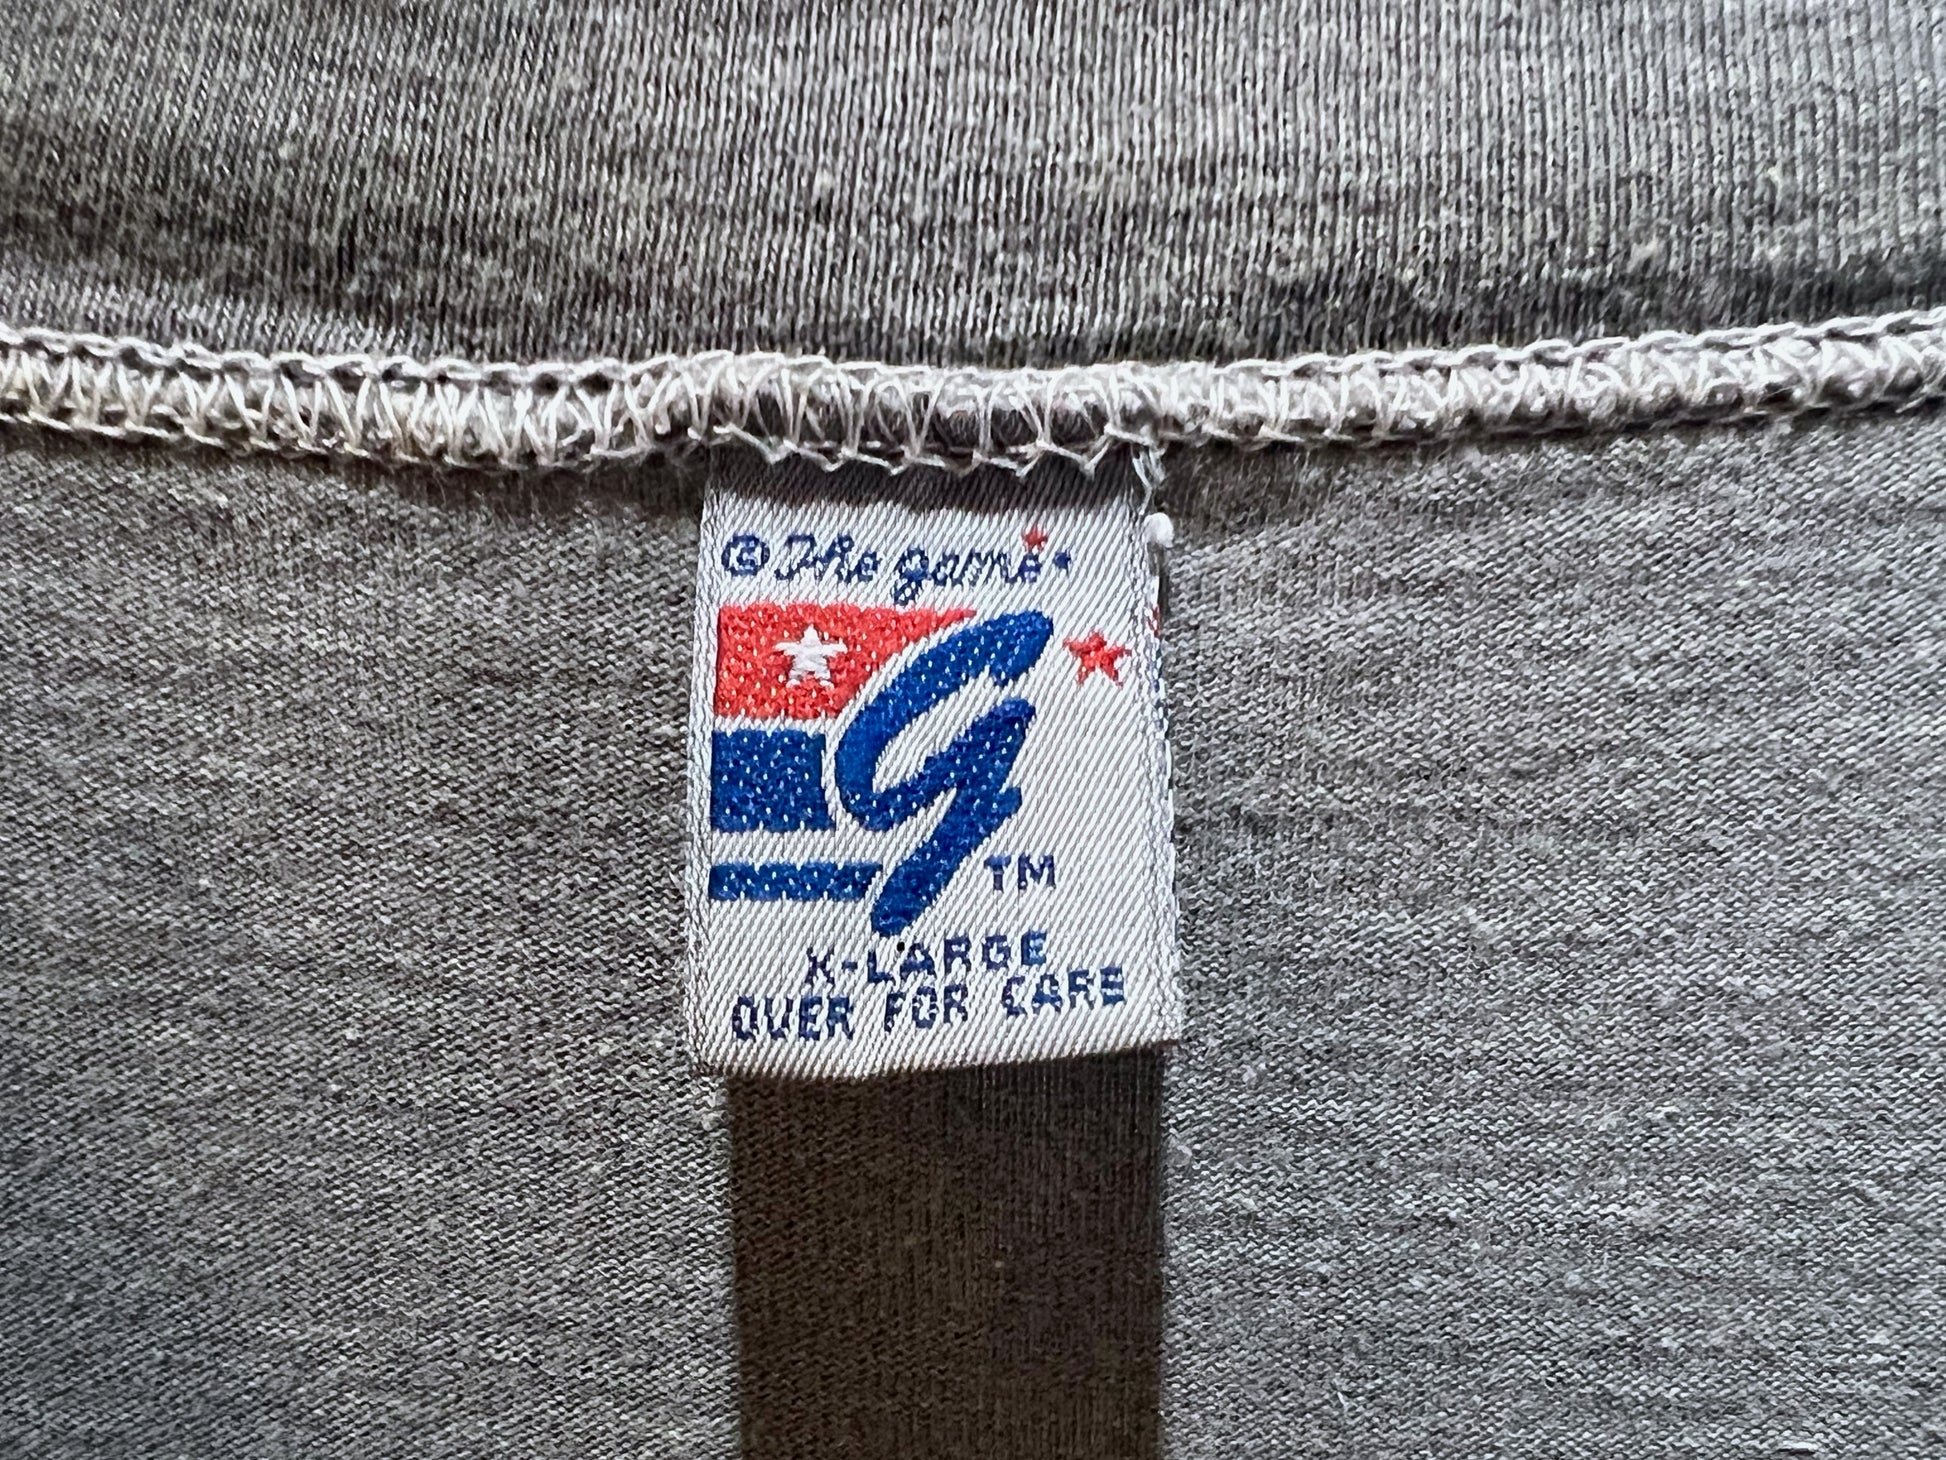 ©The game.
G
TM
X-LARGE
OVER FOR CARE